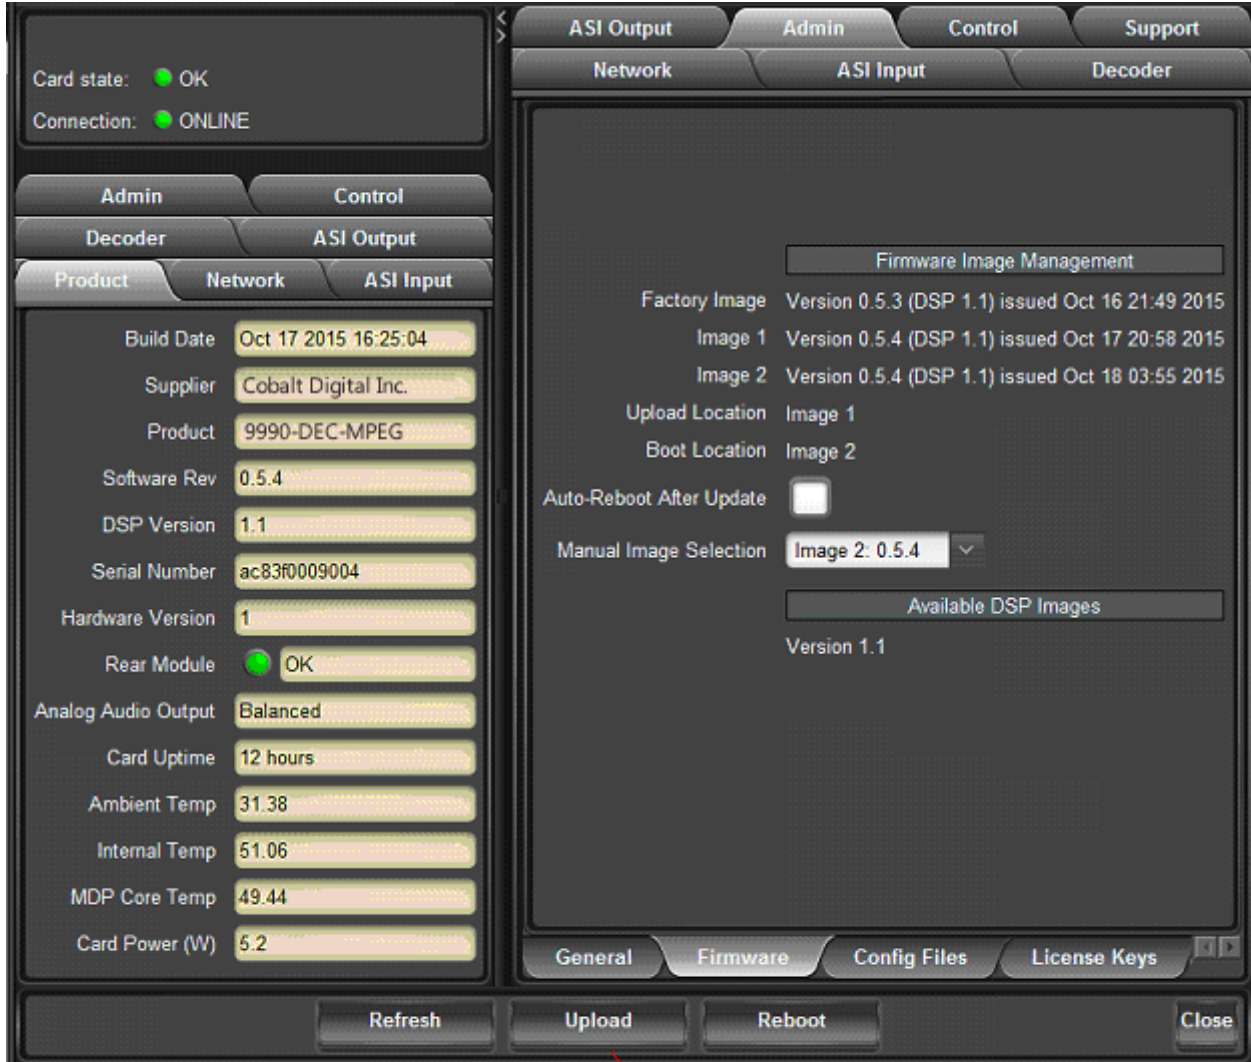 Card state: OK
Connection: ONLINE
Admin Control
Decoder ASI Output
Product Network ASI Input
Build Date Oct 17 2015 16:25:04
Supplier Cobalt Digital Inc.
Product 9990-DEC-MPEG
Software Rev 0.5.4
DSP Version 1.1
Serial Number ac83f0009004
Hardware Version 1
Rear Module OK
Analog Audio Output Balanced
Card Uptime 12 hours
Ambient Temp 31.38
Internal Temp 51.06
MDP Core Temp 49.44
Card Power (W) 5.2
ASI Output Admin Control Support
Network ASI Input Decoder
Firmware Image Management
Factory Image Version 0.5.3 (DSP 1.1) issued Oct 16 21:49 2015
Image 1 Version 0.5.4 (DSP 1.1) issued Oct 17 20:58 2015
Image 2 Version 0.5.4 (DSP 1.1) issued Oct 18 03:55 2015
Upload Location Image 1
Boot Location Image 2
Auto-Reboot After Update
Manual Image Selection Image 2: 0.5.4
Available DSP Images
Version 1.1
General Firmware Config Files License Keys
Refresh Upload Reboot Close